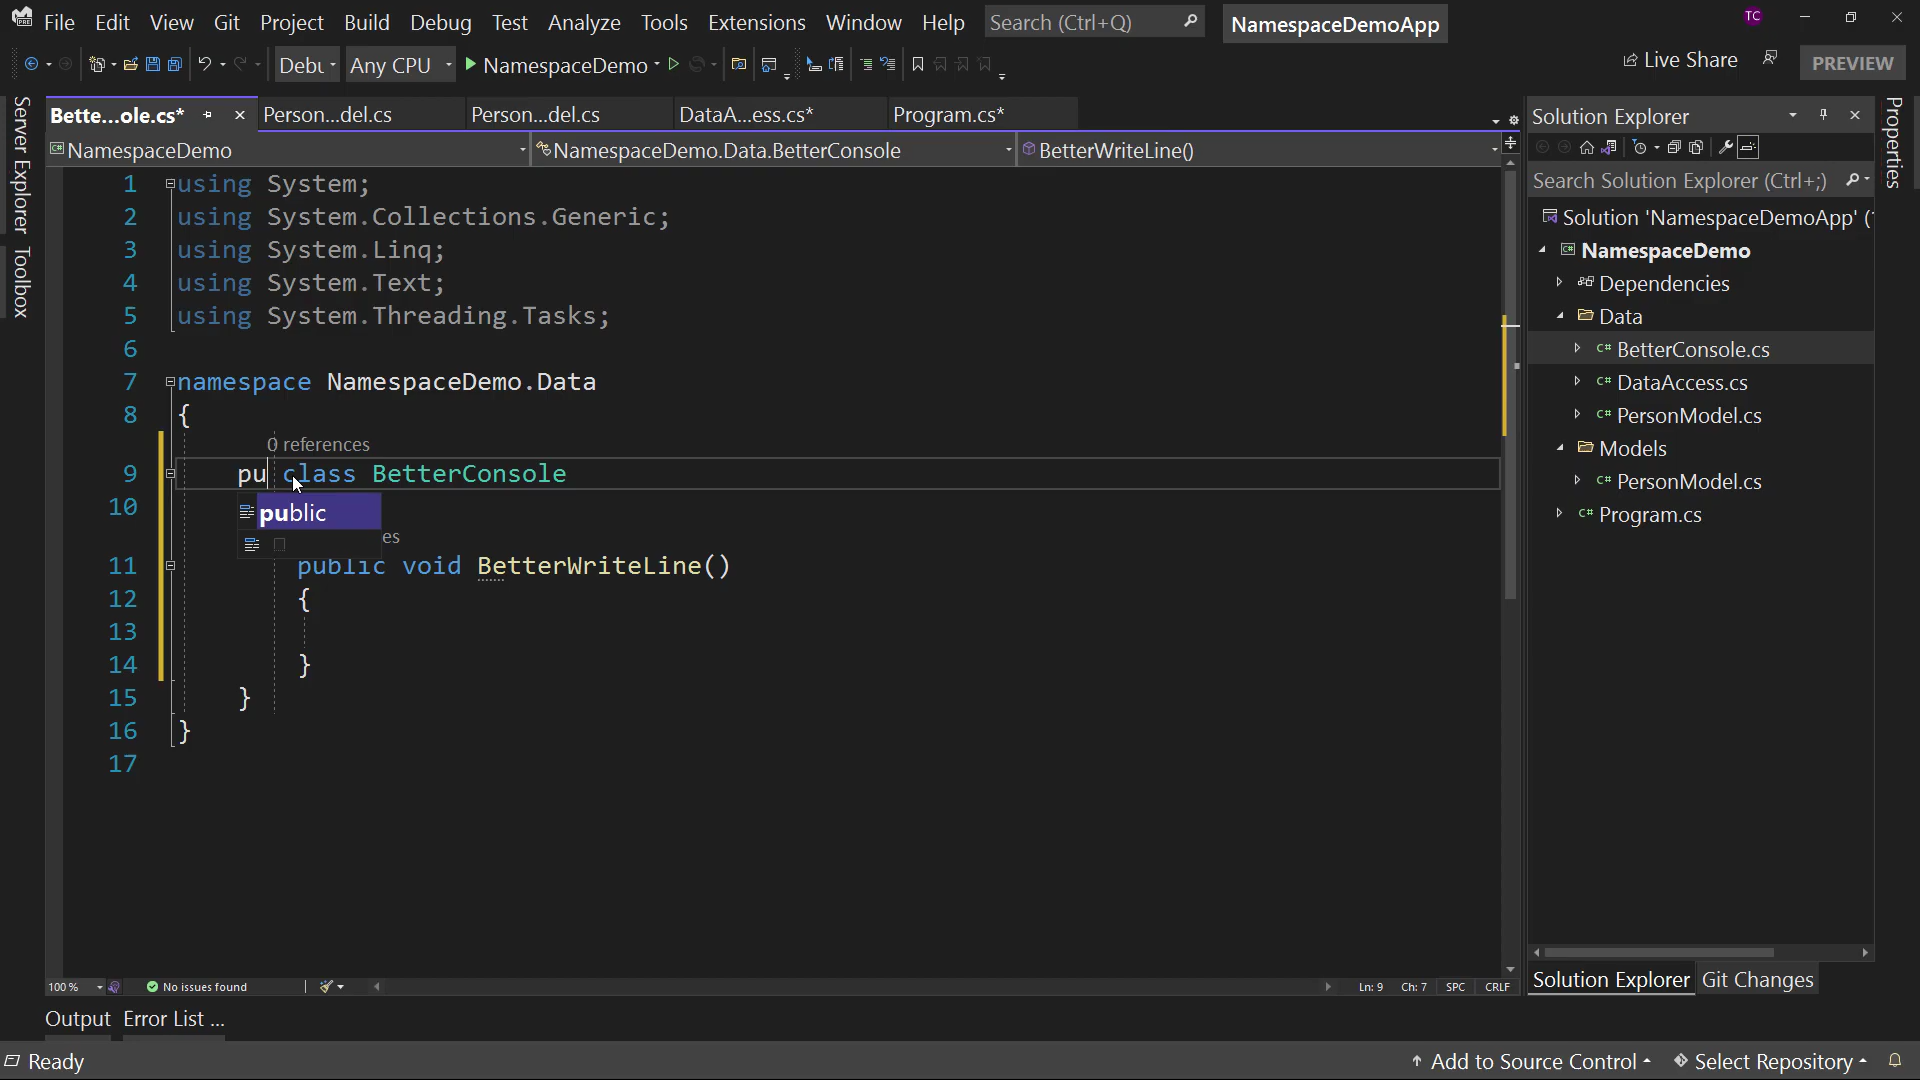 File Edit View Git Project Build Debug Test Analyze Tools Extensions Window Help Search (Ctrl+Q) NamespaceDemoApp TC
Debu Any CPU NamespaceDemo Live Share PREVIEW
Server Explorer
Toolbox
Bette...ole.cs* Person...del.cs Person...del.cs DataA...ess.cs* Program.cs*
NamespaceDemo NamespaceDemo.Data.BetterConsole BetterWriteLine()
1 using System;
2 using System.Collections.Generic;
3 using System.Linq;
4 using System.Text;
5 using System.Threading.Tasks;
6
7 namespace NamespaceDemo.Data
8 {
0 references
9 pu class BetterConsole
10 public
es
11 public void BetterWriteLine()
12 {
13
14 }
15 }
16 }
17
100 % No issues found Ln: 9 Ch: 7 SPC CRLF
Output Error List ...
Solution Explorer
Search Solution Explorer (Ctrl+;)
Solution 'NamespaceDemoApp' (
NamespaceDemo
Dependencies
Data
C# BetterConsole.cs
C# DataAccess.cs
C# PersonModel.cs
Models
C# PersonModel.cs
C# Program.cs
Solution Explorer Git Changes
Properties
Ready Add to Source Control Select Repository